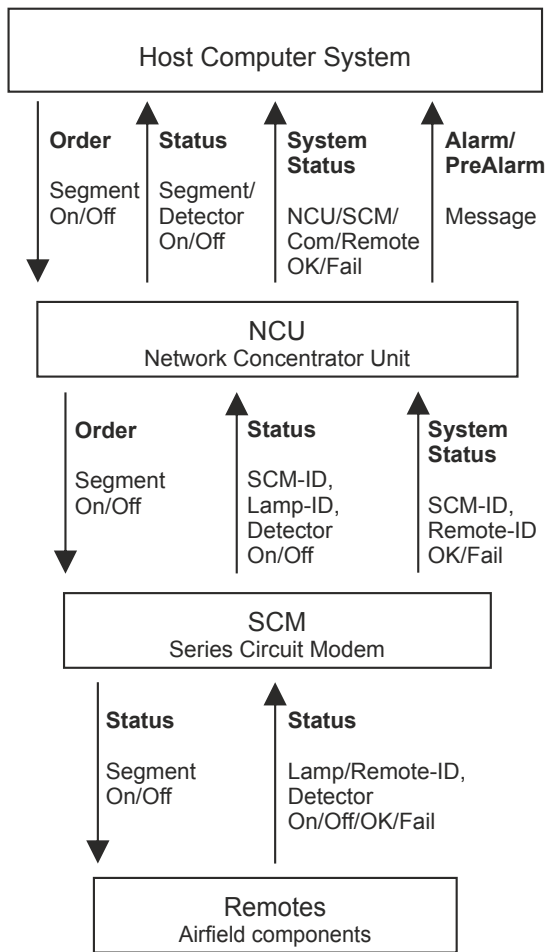 Host Computer System
Order
Segment
On/Off
Status
Segment/
Detector
On/Off
System
Status
NCU/SCM/
Com/Remote
OK/Fail
Alarm/
PreAlarm
Message
NCU
Network Concentrator Unit
Order
Segment
On/Off
Status
SCM-ID,
Lamp-ID,
Detector
On/Off
System
Status
SCM-ID,
Remote-ID
OK/Fail
SCM
Series Circuit Modem
Status
Segment
On/Off
Status
Lamp/Remote-ID,
Detector
On/Off/OK/Fail
Remotes
Airfield components